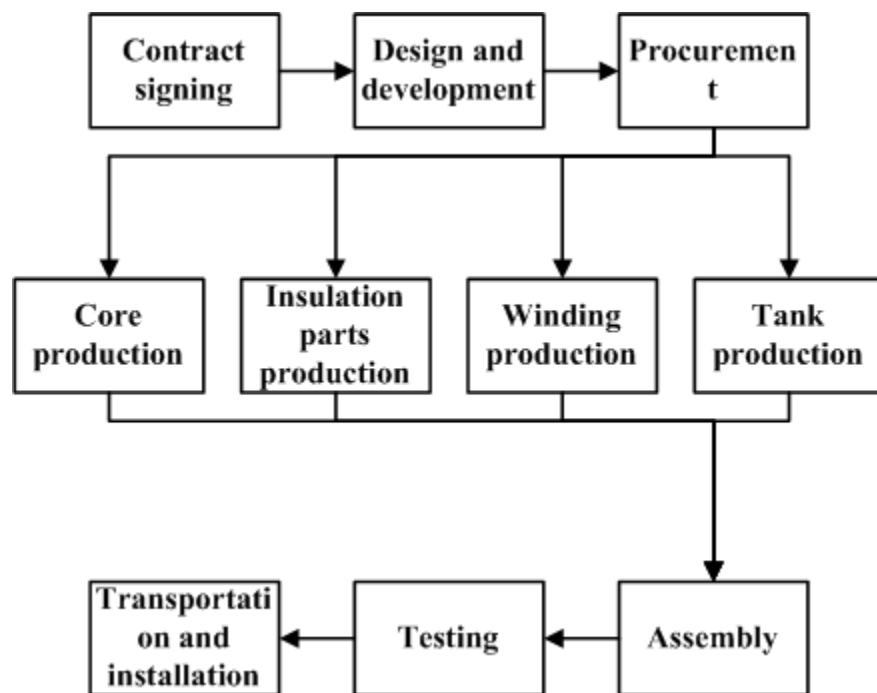 Contract
signing
Design and
development
Procuremen
t
Core
production
Insulation
parts
production
Winding
production
Tank
production
Transportati
on and
installation
Testing
Assembly